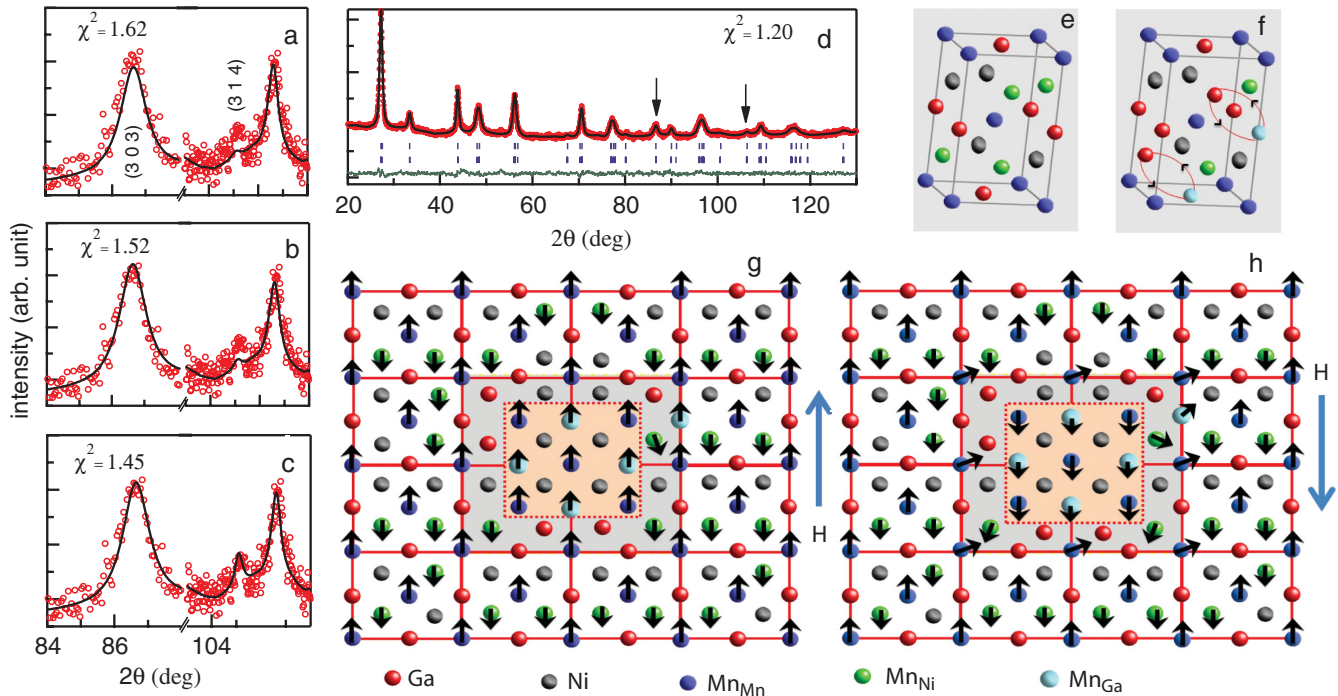 χ² = 1.62
a
(3 0 3)
(3 1 4)
χ² = 1.52
b
χ² = 1.45
c
84
86
104
2θ (deg)
intensity (arb. unit)
χ² = 1.20
d
20
40
60
80
100
120
2θ (deg)
e
f
g
H
h
H
Ga
Ni
Mn_Mn
Mn_Ni
Mn_Ga